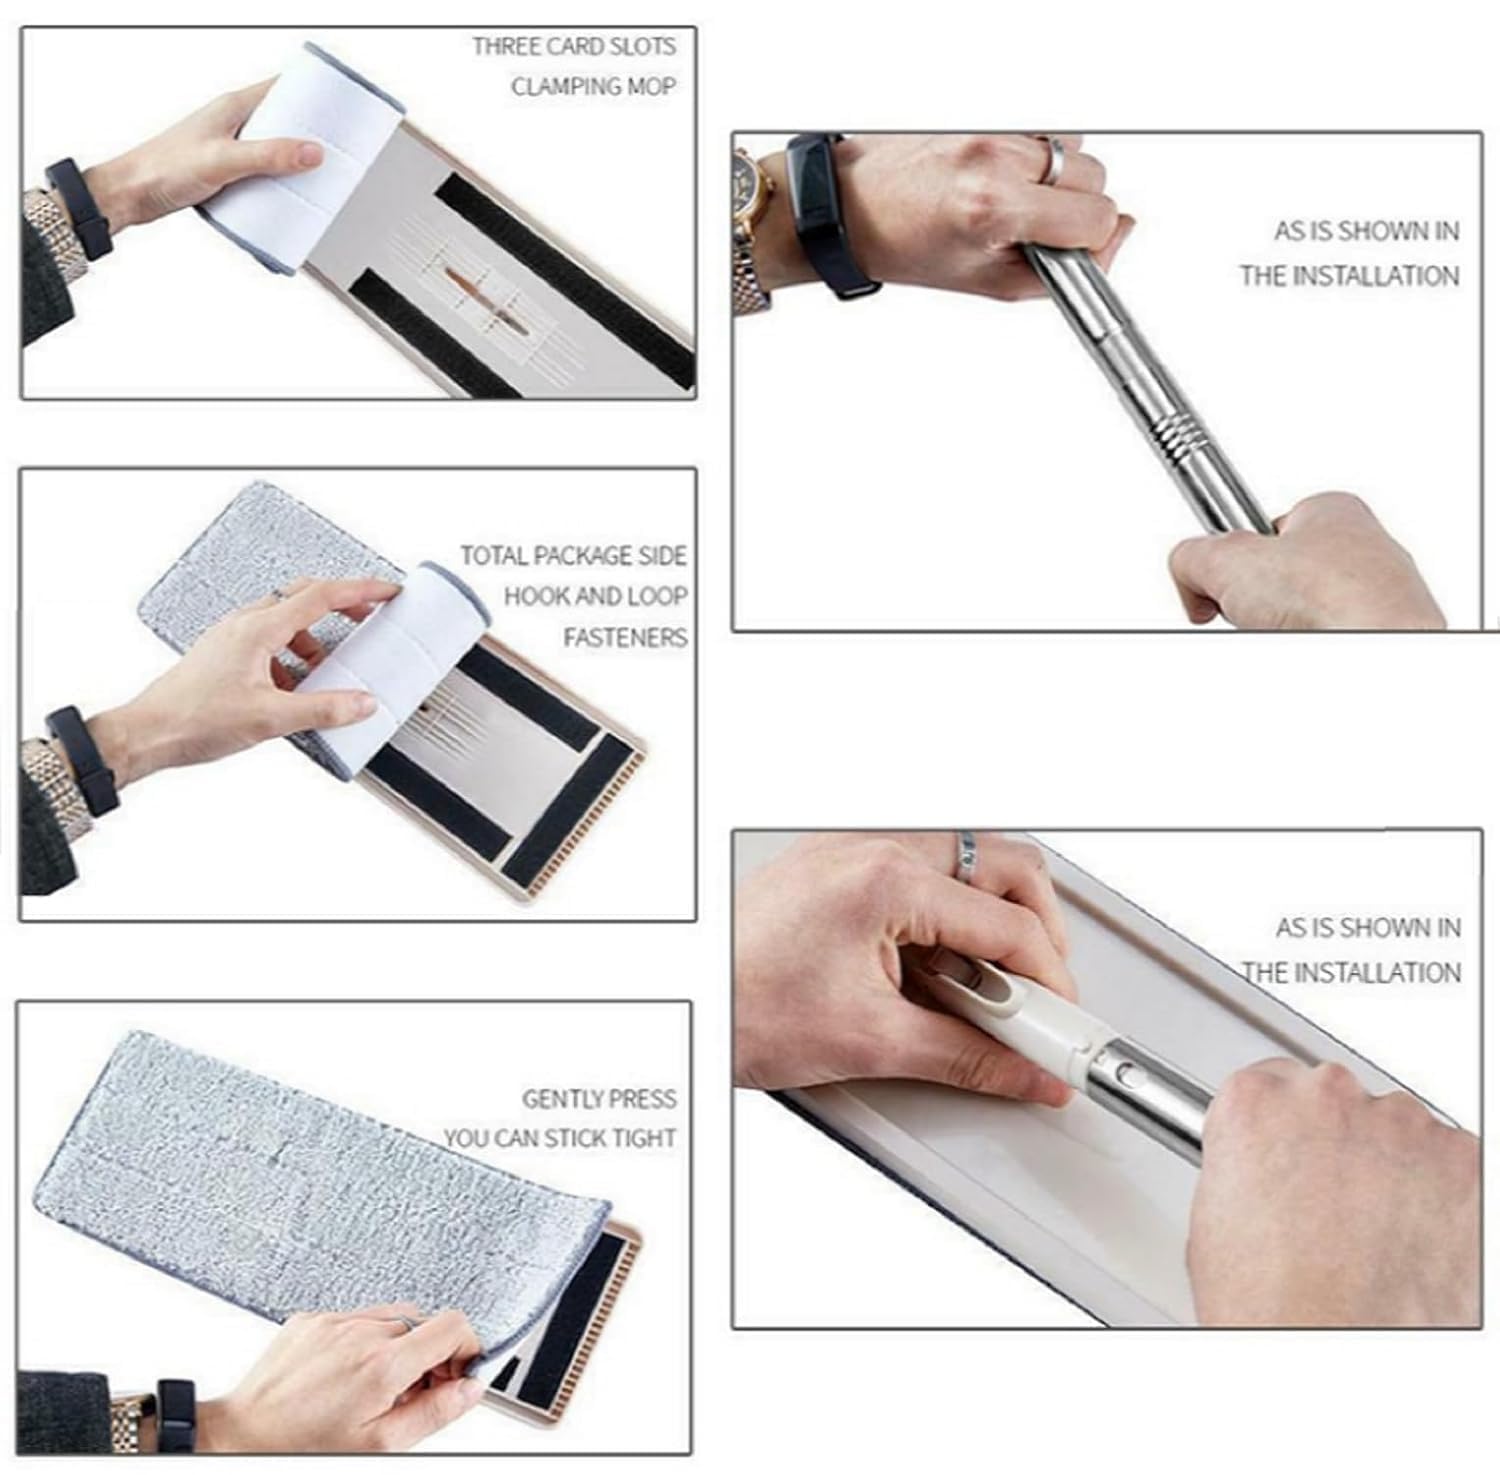 THREE CARD SLOTS
CLAMPING MOP
TOTAL PACKAGE SIDE
HOOK AND LOOP
FASTENERS
GENTLY PRESS
YOU CAN STICK TIGHT
AS IS SHOWN IN
THE INSTALLATION
AS IS SHOWN IN
THE INSTALLATION